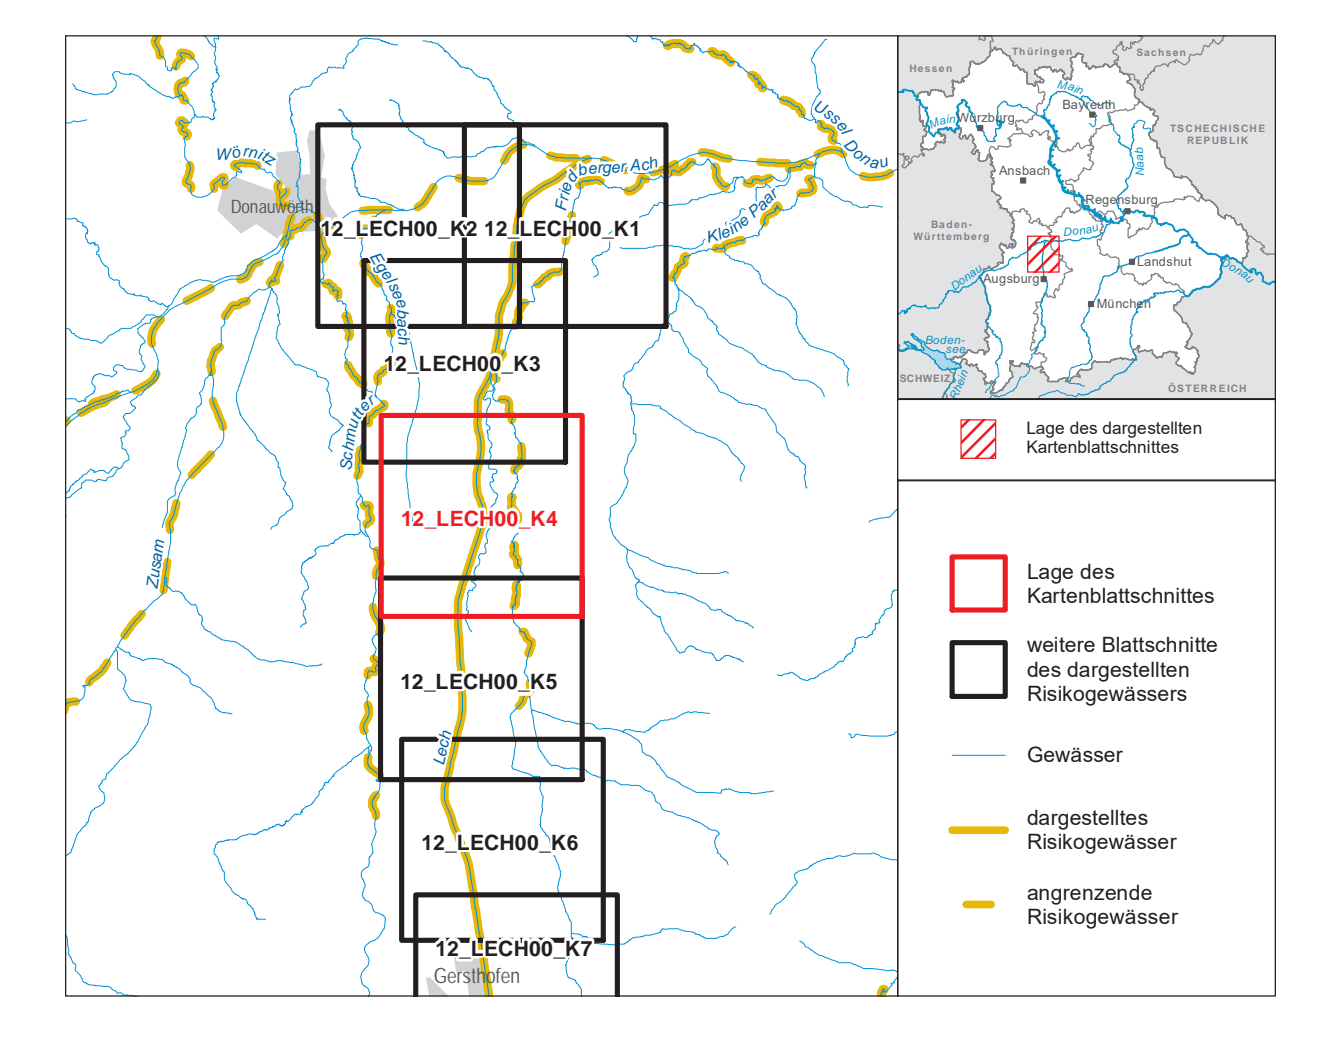 Wörnitz
Donauwörth
Ussel
Donau
Friedberger Ach
Kleine Paar
12_LECH00_K2
12_LECH00_K1
Egelseebach
12_LECH00_K3
Schmutter
12_LECH00_K4
Zusam
12_LECH00_K5
Lech
12_LECH00_K6
12_LECH00_K7
Gersthofen
Thüringen
Sachsen
Hessen
Main
Bayreuth
Main
Würzburg
TSCHECHISCHE
REPUBLIK
Naab
Ansbach
Regensburg
Baden-
Württemberg
Donau
Landshut
Donau
Donau
Augsburg
München
Boden-
see
SCHWEIZ
Rhein
ÖSTERREICH
Lage des dargestellten
Kartenblattschnittes
Lage des
Kartenblattschnittes
weitere Blattschnitte
des dargestellten
Risikogewässers
Gewässer
dargestelltes
Risikogewässer
angrenzende
Risikogewässer